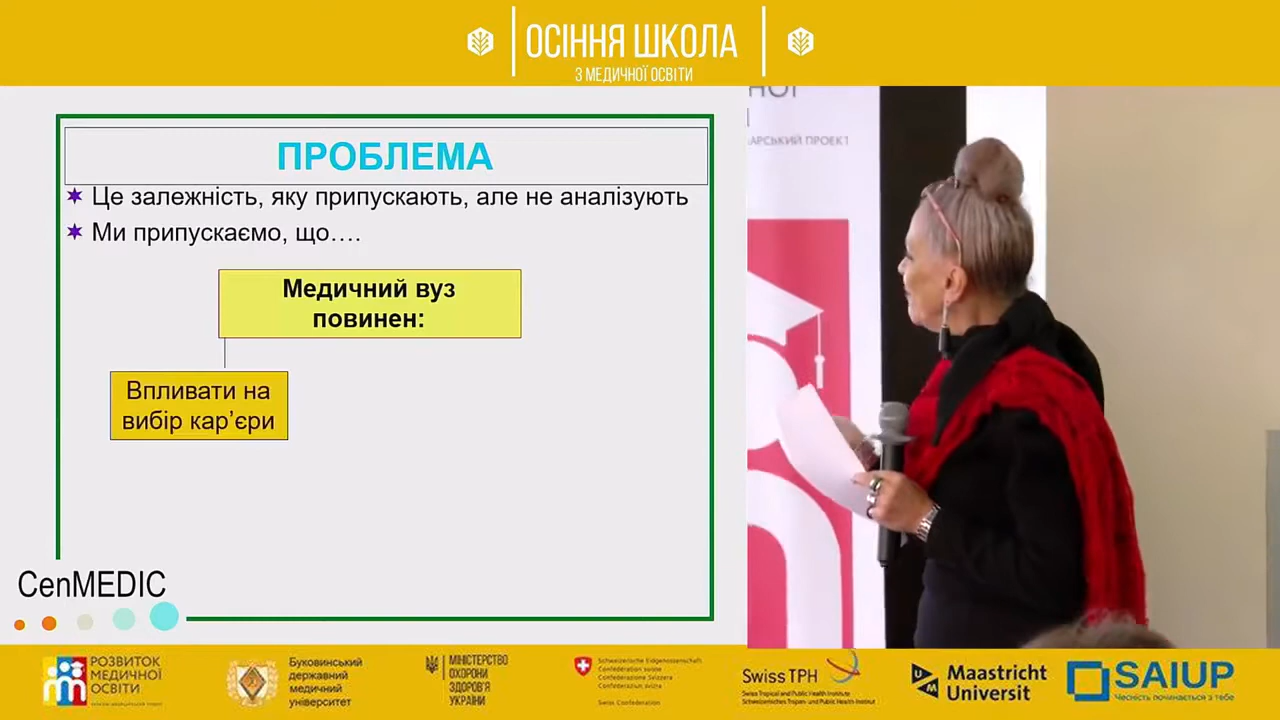 ОСІННЯ ШКОЛА
З МЕДИЧНОЇ ОСВІТИ
ПРОБЛЕМА
Це залежність, яку припускають, але не аналізують
Ми припускаємо, що….
Медичний вуз
повинен:
Впливати на
вибір кар’єри
CenMEDIC
АРСЬКИЙ ПРОЕКТ
РОЗВИТОК
МЕДИЧНОЇ
ОСВІТИ
Буковинський
державний
медичний
університет
МІНІСТЕРСТВО
ОХОРОНИ
ЗДОРОВ'Я
УКРАЇНИ
Schweizerische Eidgenossenschaft
Confédération suisse
Confederazione Svizzera
Confederaziun svizra
Swiss Confederation
Swiss TPH
Swiss Tropical and Public Health Institute
Schweizerisches Tropen- und Public Health-Institut
Maastricht
Universit
SAIUP
Чесність починається з тебе